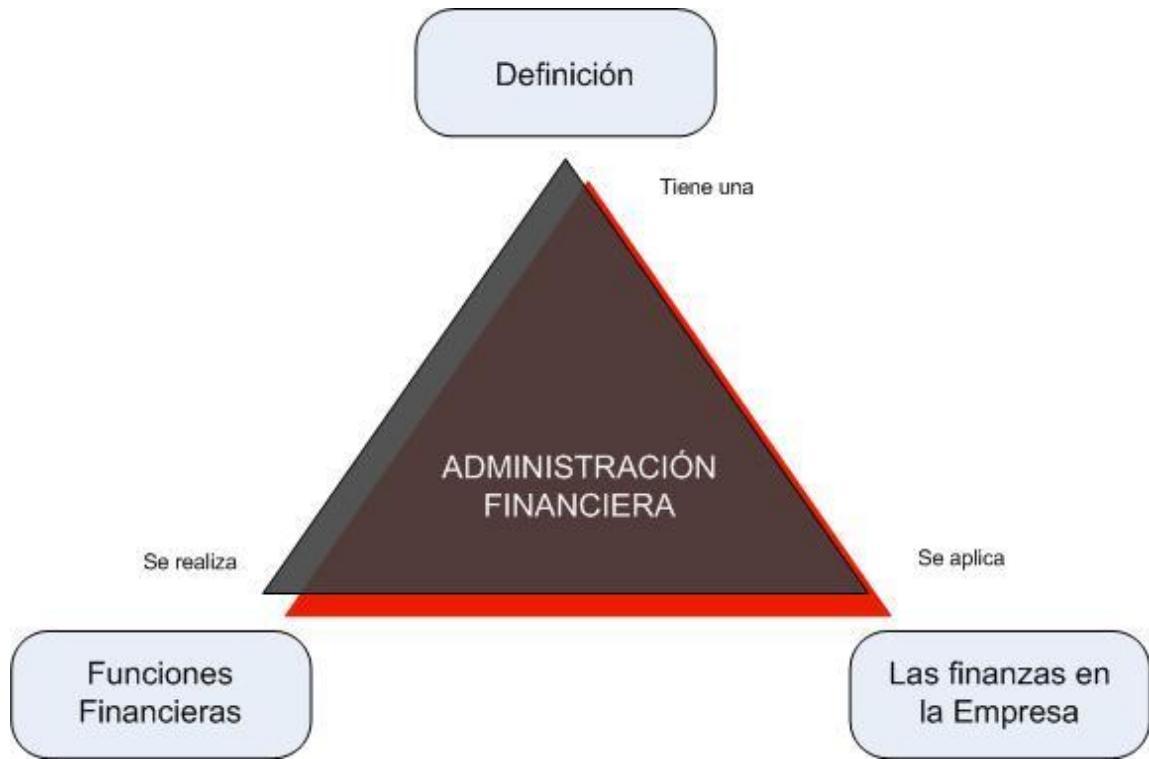 Definición
Tiene una
ADMINISTRACIÓN
FINANCIERA
Se realiza
Se aplica
Funciones
Financieras
Las finanzas en
la Empresa